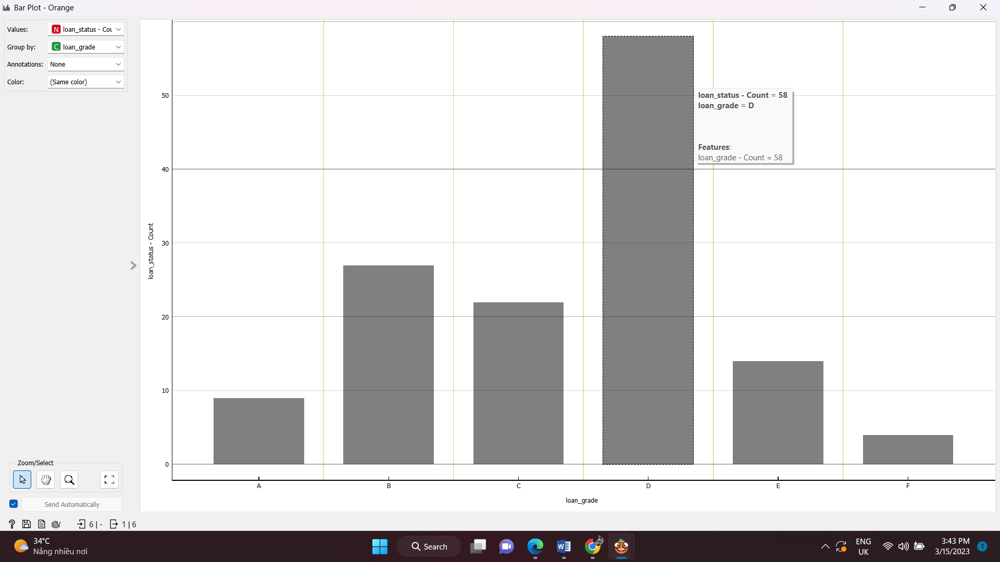 Bar Plot - Orange
Values:
N loan_status - Cou
Group by:
C loan_grade
Annotations:
None
Color:
(Same color)
50
40
30
20
10
0
loan_status - Count
loan_status - Count = 58
loan_grade = D
Features:
loan_grade - Count = 58
A
B
C
D
E
F
loan_grade
Zoom/Select
Send Automatically
? 6 | - 1 | 6
34°C
Nắng nhiều nơi
Search
ENG
UK
3:43 PM
3/15/2023
1